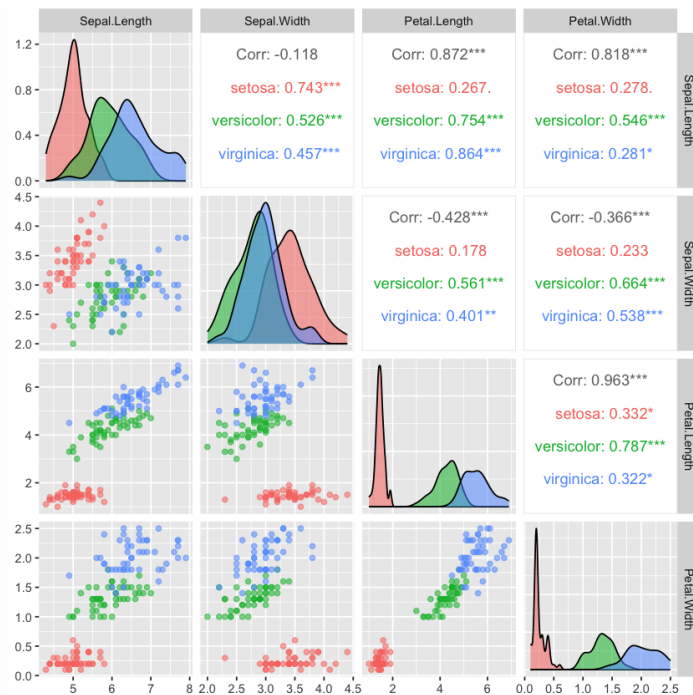 Sepal.Length Sepal.Width Petal.Length Petal.Width
1.2
0.8
0.4
0.0
Corr: -0.118
setosa: 0.743***
versicolor: 0.526***
virginica: 0.457***
Corr: 0.872***
setosa: 0.267.
versicolor: 0.754***
virginica: 0.864***
Corr: 0.818***
setosa: 0.278.
versicolor: 0.546***
virginica: 0.281*
Sepal.Length
4.5
4.0
3.5
3.0
2.5
2.0
Corr: -0.428***
setosa: 0.178
versicolor: 0.561***
virginica: 0.401**
Corr: -0.366***
setosa: 0.233
versicolor: 0.664***
virginica: 0.538***
Sepal.Width
6
4
2
Corr: 0.963***
setosa: 0.332*
versicolor: 0.787***
virginica: 0.322*
Petal.Length
2.5
2.0
1.5
1.0
0.5
0.0
Petal.Width
5 6 7 8 2.0 2.5 3.0 3.5 4.0 4.5 2 4 6 0.0 0.5 1.0 1.5 2.0 2.5